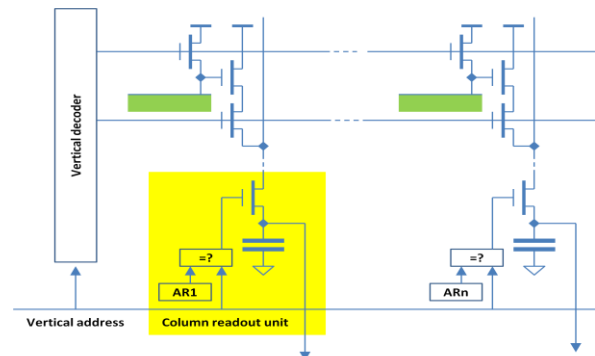 Vertical decoder
=?
=?
AR1
ARn
Vertical address
Column readout unit